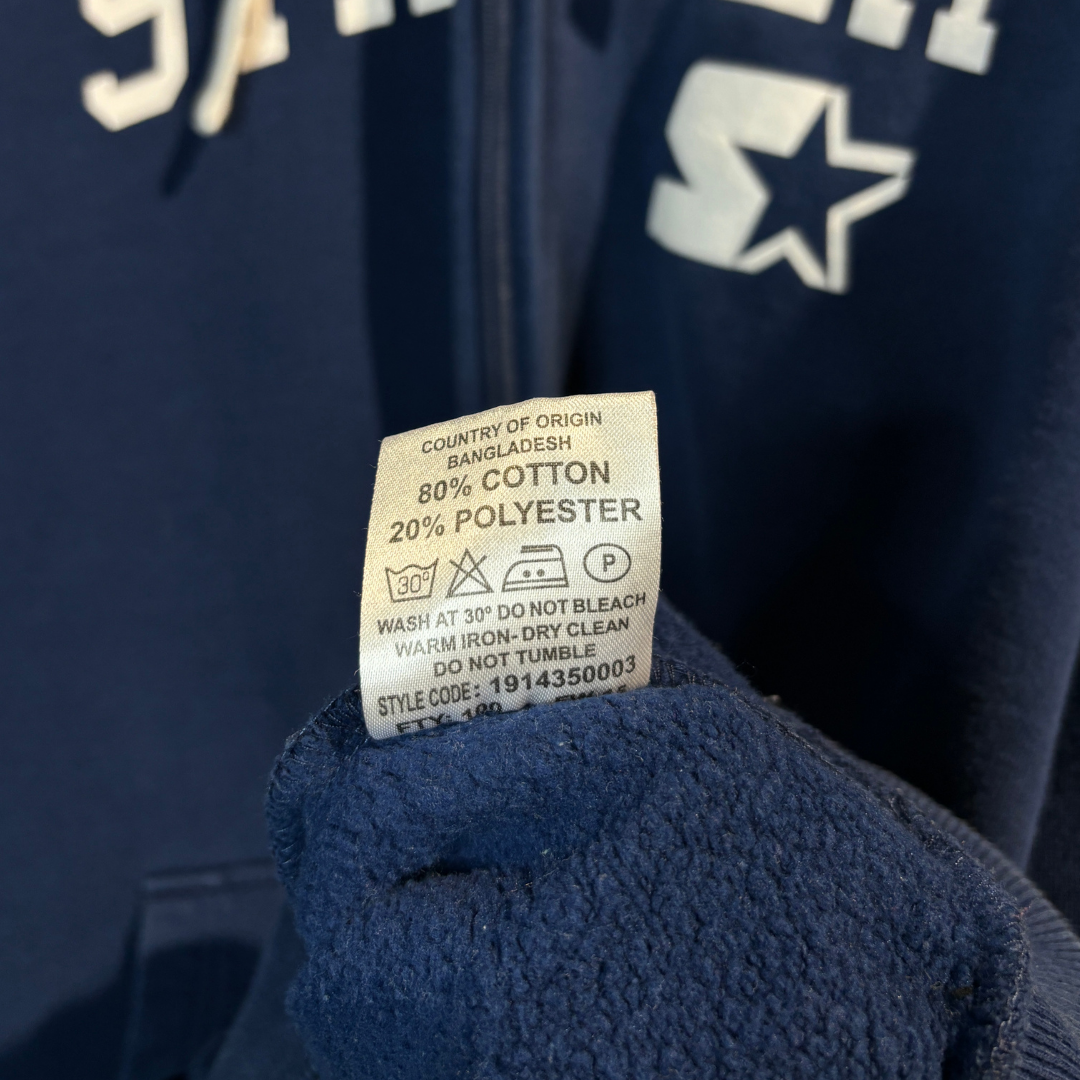 COUNTRY OF ORIGIN
BANGLADESH
80% COTTON
20% POLYESTER
30° P
WASH AT 30° DO NOT BLEACH
WARM IRON- DRY CLEAN
DO NOT TUMBLE
STYLE CODE: 1914350003
FTY: